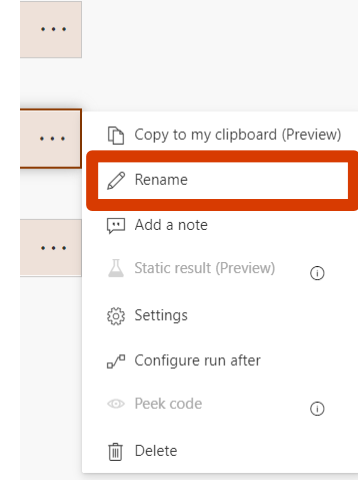 Copy to my clipboard (Preview)
Rename
Add a note
Static result (Preview)
Settings
Configure run after
Peek code
Delete